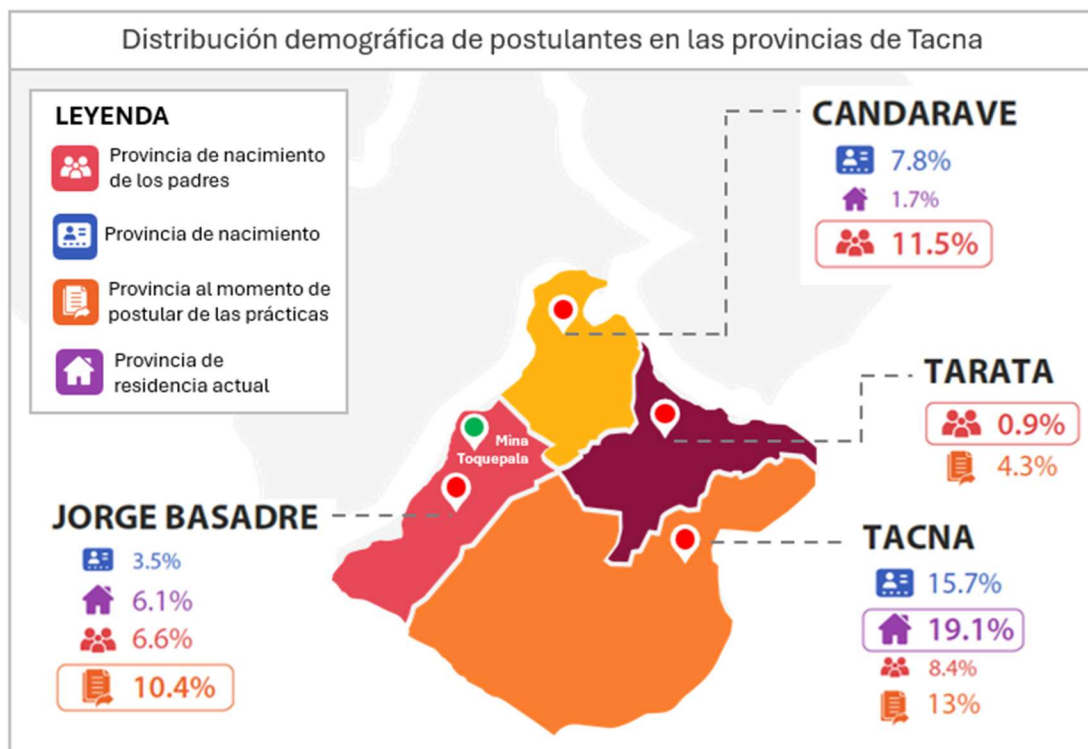 Distribución demográfica de postulantes en las provincias de Tacna
LEYENDA
Provincia de nacimiento
de los padres
Provincia de nacimiento
Provincia al momento de
postular de las prácticas
Provincia de
residencia actual
CANDARAVE
7.8%
1.7%
11.5%
TARATA
0.9%
4.3%
Mina
Toquepala
JORGE BASADRE
3.5%
6.1%
6.6%
10.4%
TACNA
15.7%
19.1%
8.4%
13%